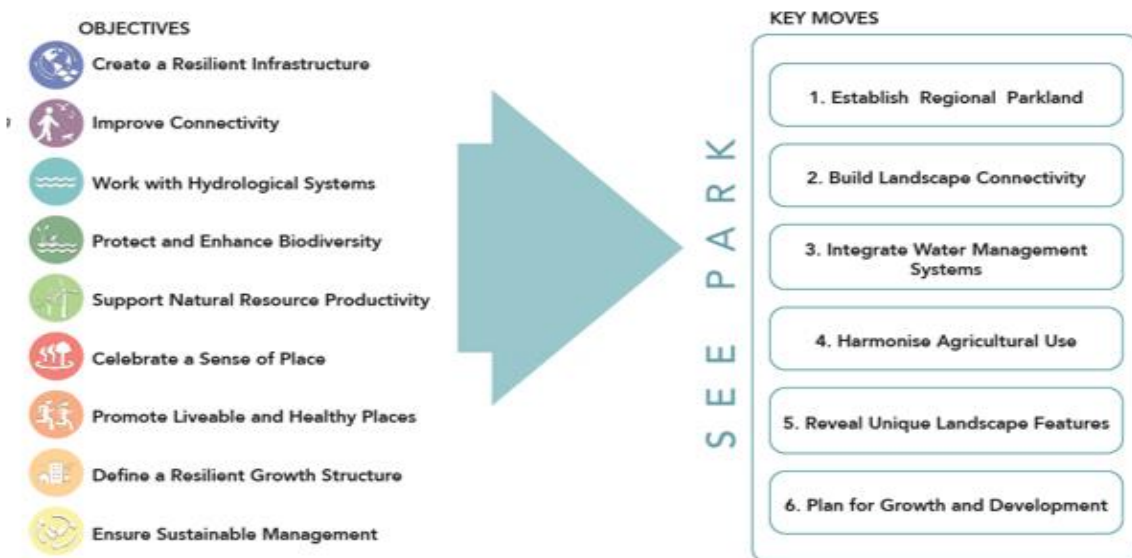 OBJECTIVES
Create a Resilient Infrastructure
Improve Connectivity
Work with Hydrological Systems
Protect and Enhance Biodiversity
Support Natural Resource Productivity
Celebrate a Sense of Place
Promote Liveable and Healthy Places
Define a Resilient Growth Structure
Ensure Sustainable Management
SEE PARK
KEY MOVES
1. Establish Regional Parkland
2. Build Landscape Connectivity
3. Integrate Water Management
Systems
4. Harmonise Agricultural Use
5. Reveal Unique Landscape Features
6. Plan for Growth and Development